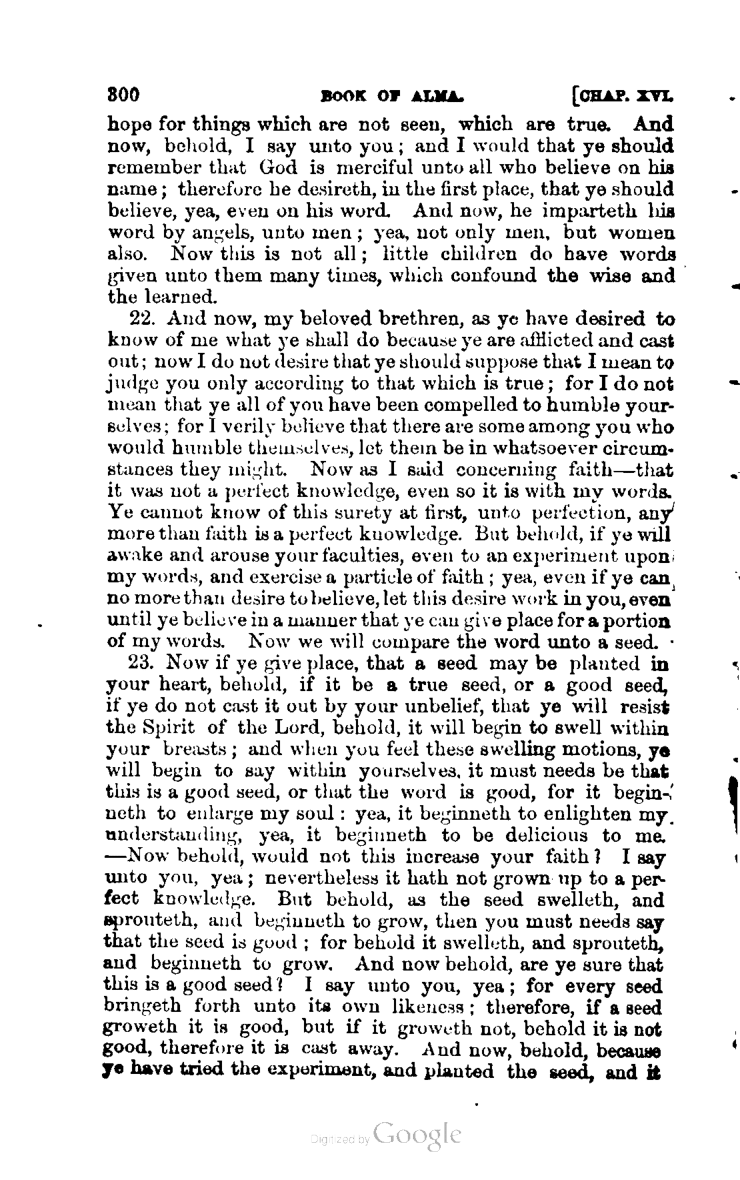 300 BOOK OF ALMA. [CHAP. XVI.
hope for things which are not seen, which are true. And
now, behold, I say unto you; and I would that ye should
remember that God is merciful unto all who believe on his
name; therefore he desireth, in the first place, that ye should
believe, yea, even on his word. And now, he imparteth his
word by angels, unto men; yea, not only men, but women
also. Now this is not all; little children do have words
given unto them many times, which confound the wise and
the learned.
22. And now, my beloved brethren, as ye have desired to
know of me what ye shall do because ye are afflicted and cast
out; now I do not desire that ye should suppose that I mean to
judge you only according to that which is true; for I do not
mean that ye all of you have been compelled to humble your-
selves; for I verily believe that there are some among you who
would humble themselves, let them be in whatsoever circum-
stances they might. Now as I said concerning faith—that
it was not a perfect knowledge, even so it is with my words.
Ye cannot know of this surety at first, unto perfection, any
more than faith is a perfect knowledge. But behold, if ye will
awake and arouse your faculties, even to an experiment upon
my words, and exercise a particle of faith; yea, even if ye can
no more than desire to believe, let this desire work in you, even
until ye believe in a manner that ye can give place for a portion
of my words. Now we will compare the word unto a seed.
23. Now if ye give place, that a seed may be planted in
your heart, behold, if it be a true seed, or a good seed,
if ye do not cast it out by your unbelief, that ye will resist
the Spirit of the Lord, behold, it will begin to swell within
your breasts; and when you feel these swelling motions, ye
will begin to say within yourselves, it must needs be that
this is a good seed, or that the word is good, for it begin-
neth to enlarge my soul: yea, it beginneth to enlighten my
understanding, yea, it beginneth to be delicious to me.
—Now behold, would not this increase your faith? I say
unto you, yea; nevertheless it hath not grown up to a per-
fect knowledge. But behold, as the seed swelleth, and
sprouteth, and beginneth to grow, then you must needs say
that the seed is good; for behold it swelleth, and sprouteth,
and beginneth to grow. And now behold, are ye sure that
this is a good seed? I say unto you, yea; for every seed
bringeth forth unto its own likeness; therefore, if a seed
groweth it is good, but if it groweth not, behold it is not
good, therefore it is cast away. And now, behold, because
ye have tried the experiment, and planted the seed, and it
Digitized by Google